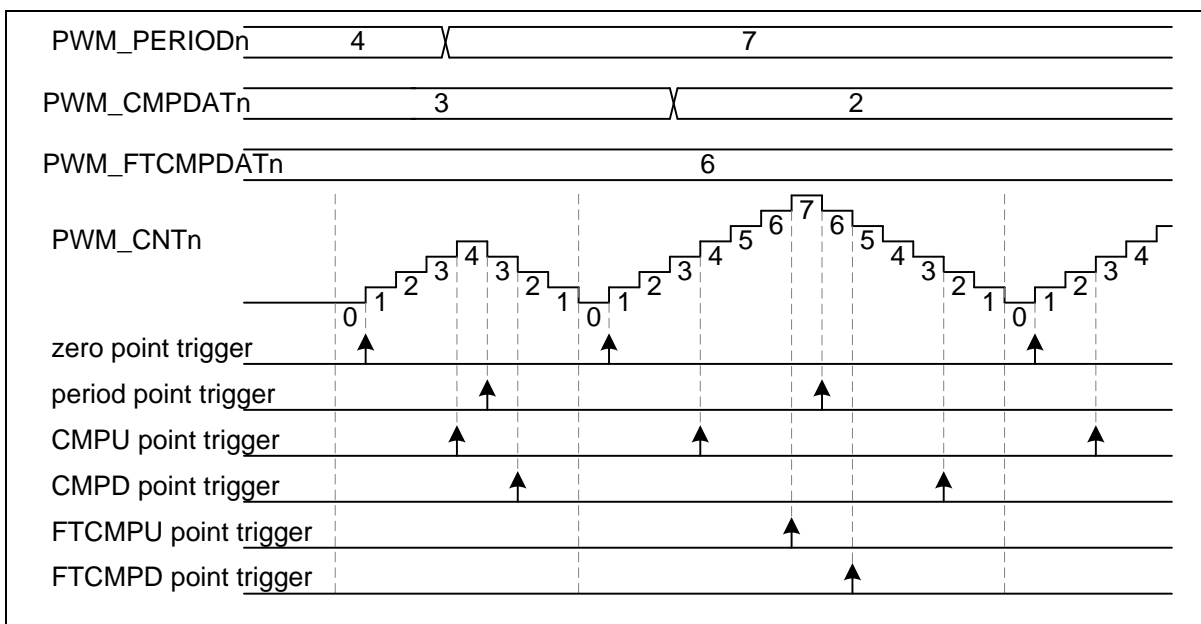 PWM_PERIODn 4 7
PWM_CMPDATn 3 2
PWM_FTCMPDATn 6
PWM_CNTn
0 1 2 3 4 3 2 1 0 1 2 3 4 5 6 7 6 5 4 3 2 1 0 1 2 3 4
zero point trigger
period point trigger
CMPU point trigger
CMPD point trigger
FTCMPU point trigger
FTCMPD point trigger